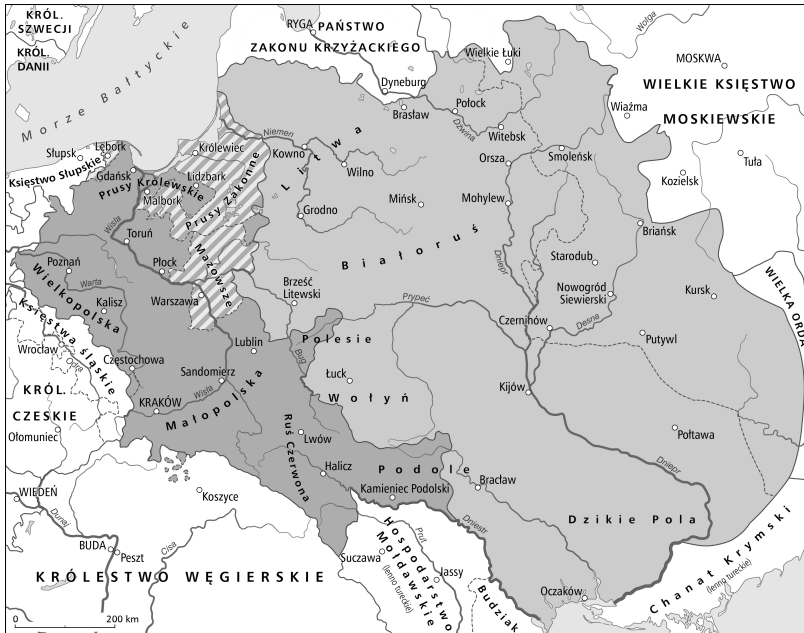 KRÓL.
SZWECJI
KRÓL.
DANII
Morze Bałtyckie
RYGA
PAŃSTWO
ZAKONU KRZYŻACKIEGO
Dyneburg
Wielkie Łuki
Wołga
MOSKWA
WIELKIE KSIĘSTWO
MOSKIEWSKIE
Wiaźma
Tuła
Kozielsk
Brasław
Połock
Dźwina
Witebsk
Orsza
Smoleńsk
Słupsk
Lębork
Księstwo Słupskie
Gdańsk
Prusy Królewskie
Malbork
Królewiec
Lidzbark
Prusy Zakonne
Niemen
Kowno
Litwa
Wilno
Grodno
Mińsk
Mohylew
Białoruś
Dniepr
Briańsk
Starodub
Nowogród
Siewierski
Kursk
WIELKA ORDA
Wisła
Toruń
Płock
Mazowsze
Warszawa
Poznań
Warta
Wielkopolska
Kalisz
Księstwa śląskie
Wrocław
Odra
Częstochowa
Brześć
Litewski
Prypeć
Czernihów
Desna
Putywl
Polesie
Bug
Lublin
Sandomierz
Wisła
KRAKÓW
Małopolska
Łuck
Wołyń
Kijów
KRÓL.
CZESKIE
Ołomuniec
Ruś Czerwona
Lwów
Halicz
Podole
Kamieniec Podolski
Bracław
Połtawa
Dniepr
Dzikie Pola
Dniestr
WIEDEŃ
Dunaj
Koszyce
BUDA
Peszt
Cisa
KRÓLESTWO WĘGIERSKIE
Suczawa
Hospodarstwo
Mołdawskie
(lenno tureckie)
Prut
Jassy
Budziak
Oczaków
Chanat Krymski
(lenno tureckie)
0
200 km